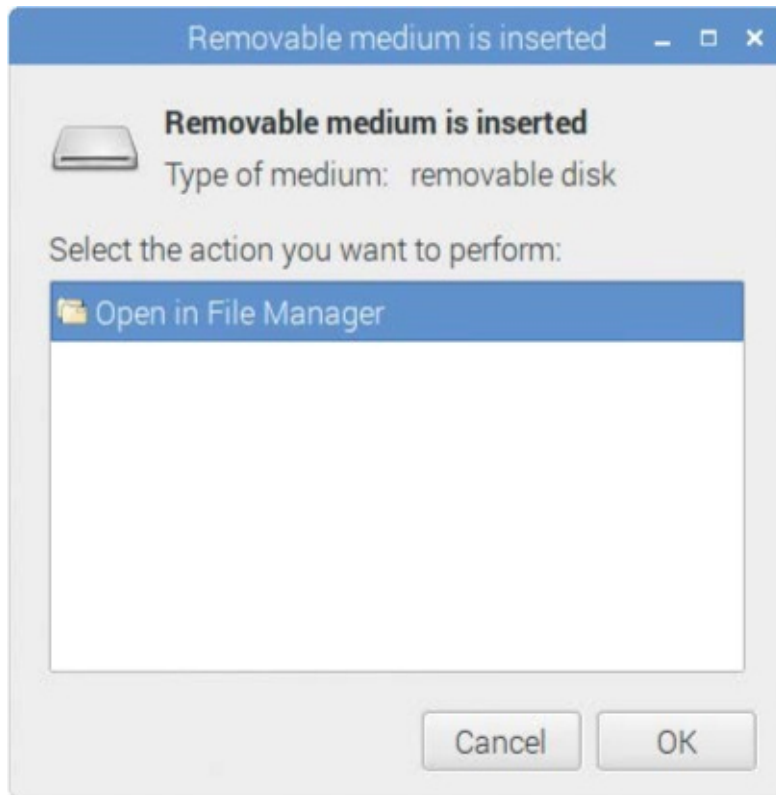 Removable medium is inserted
Removable medium is inserted
Type of medium: removable disk
Select the action you want to perform:
Open in File Manager
Cancel OK